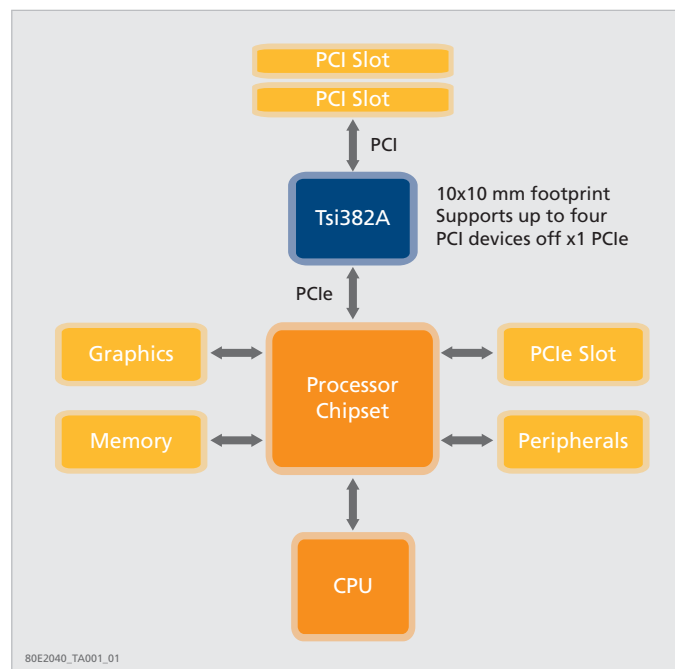 PCI Slot
PCI Slot
PCI
Tsi382A
10x10 mm footprint
Supports up to four
PCI devices off x1 PCIe
PCIe
Graphics
PCIe Slot
Processor
Chipset
Memory
Peripherals
CPU
80E2040_TA001_01